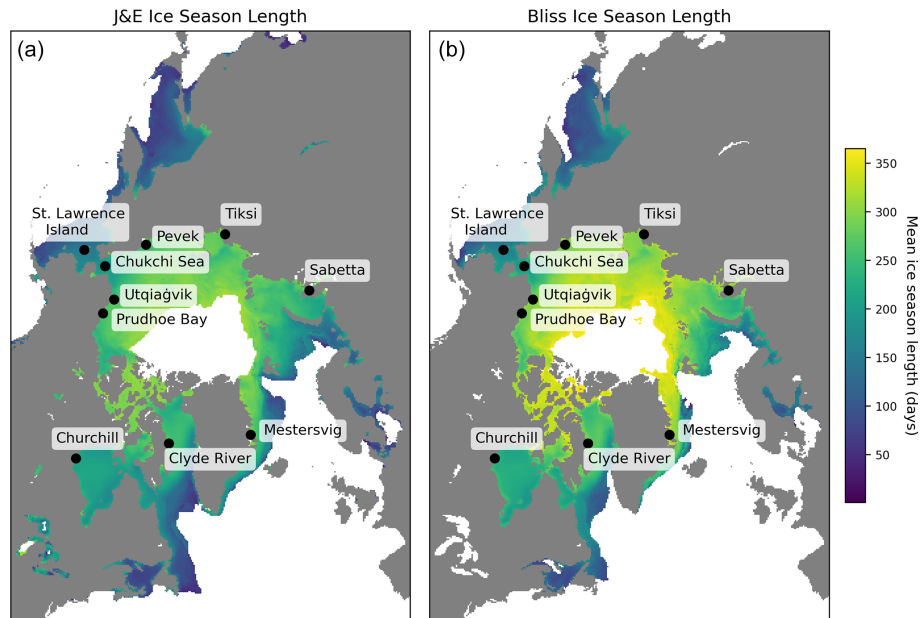 J&E Ice Season Length
(a)
St. Lawrence
Island
Pevek
Tiksi
Chukchi Sea
Sabetta
Utqiaġvik
Prudhoe Bay
Churchill
Mestersvig
Clyde River
Bliss Ice Season Length
(b)
St. Lawrence
Island
Pevek
Tiksi
Chukchi Sea
Sabetta
Utqiaġvik
Prudhoe Bay
Churchill
Mestersvig
Clyde River
350
300
250
200
150
100
50
Mean ice season length (days)